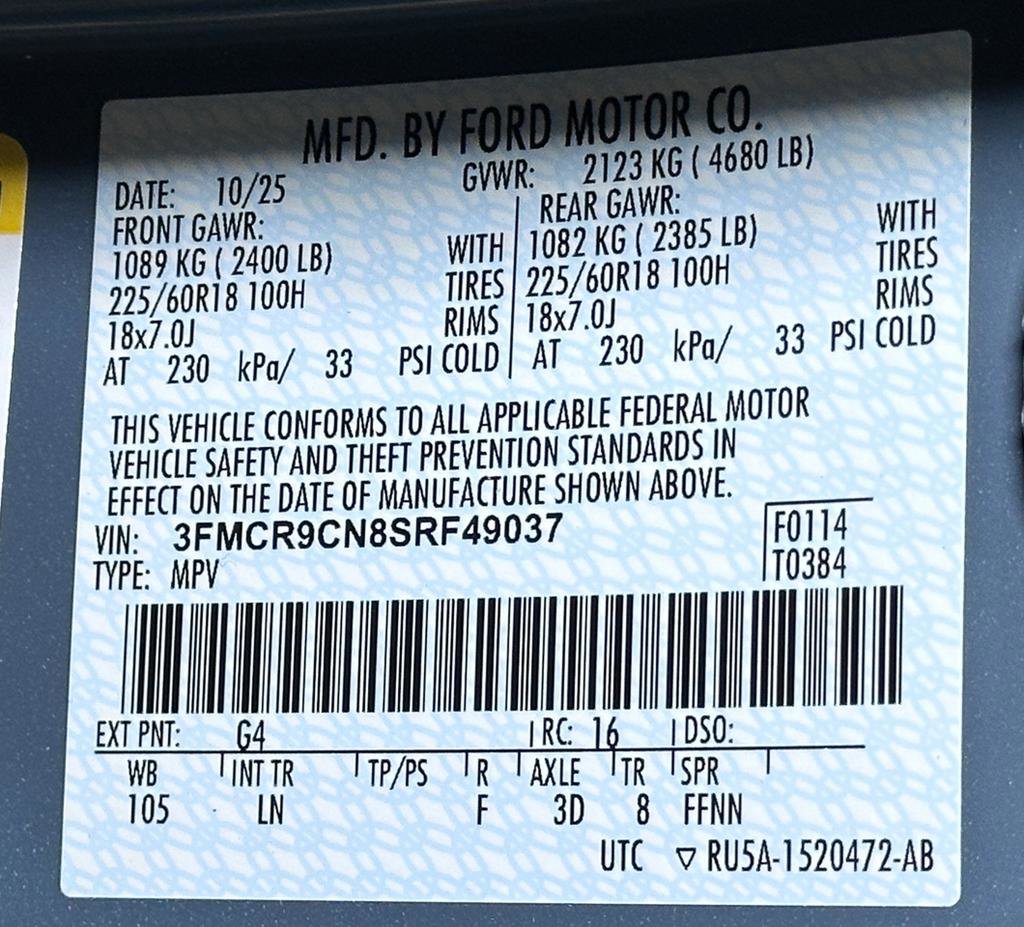 MFD. BY FORD MOTOR CO.
DATE: 10/25 GVWR: 2123 KG ( 4680 LB)
FRONT GAWR: REAR GAWR:
1089 KG ( 2400 LB) WITH 1082 KG ( 2385 LB) WITH
225/60R18 100H TIRES 225/60R18 100H TIRES
18x7.0J RIMS 18x7.0J RIMS
AT 230 kPa/ 33 PSI COLD AT 230 kPa/ 33 PSI COLD
THIS VEHICLE CONFORMS TO ALL APPLICABLE FEDERAL MOTOR
VEHICLE SAFETY AND THEFT PREVENTION STANDARDS IN
EFFECT ON THE DATE OF MANUFACTURE SHOWN ABOVE.
VIN: 3FMCR9CN8SRF49037 F0114
TYPE: MPV T0384
EXT PNT: G4 RC: 16 DSO:
WB INT TR TP/PS R AXLE TR SPR
105 LN F 3D 8 FFNN
UTC ▽ RU5A-1520472-AB